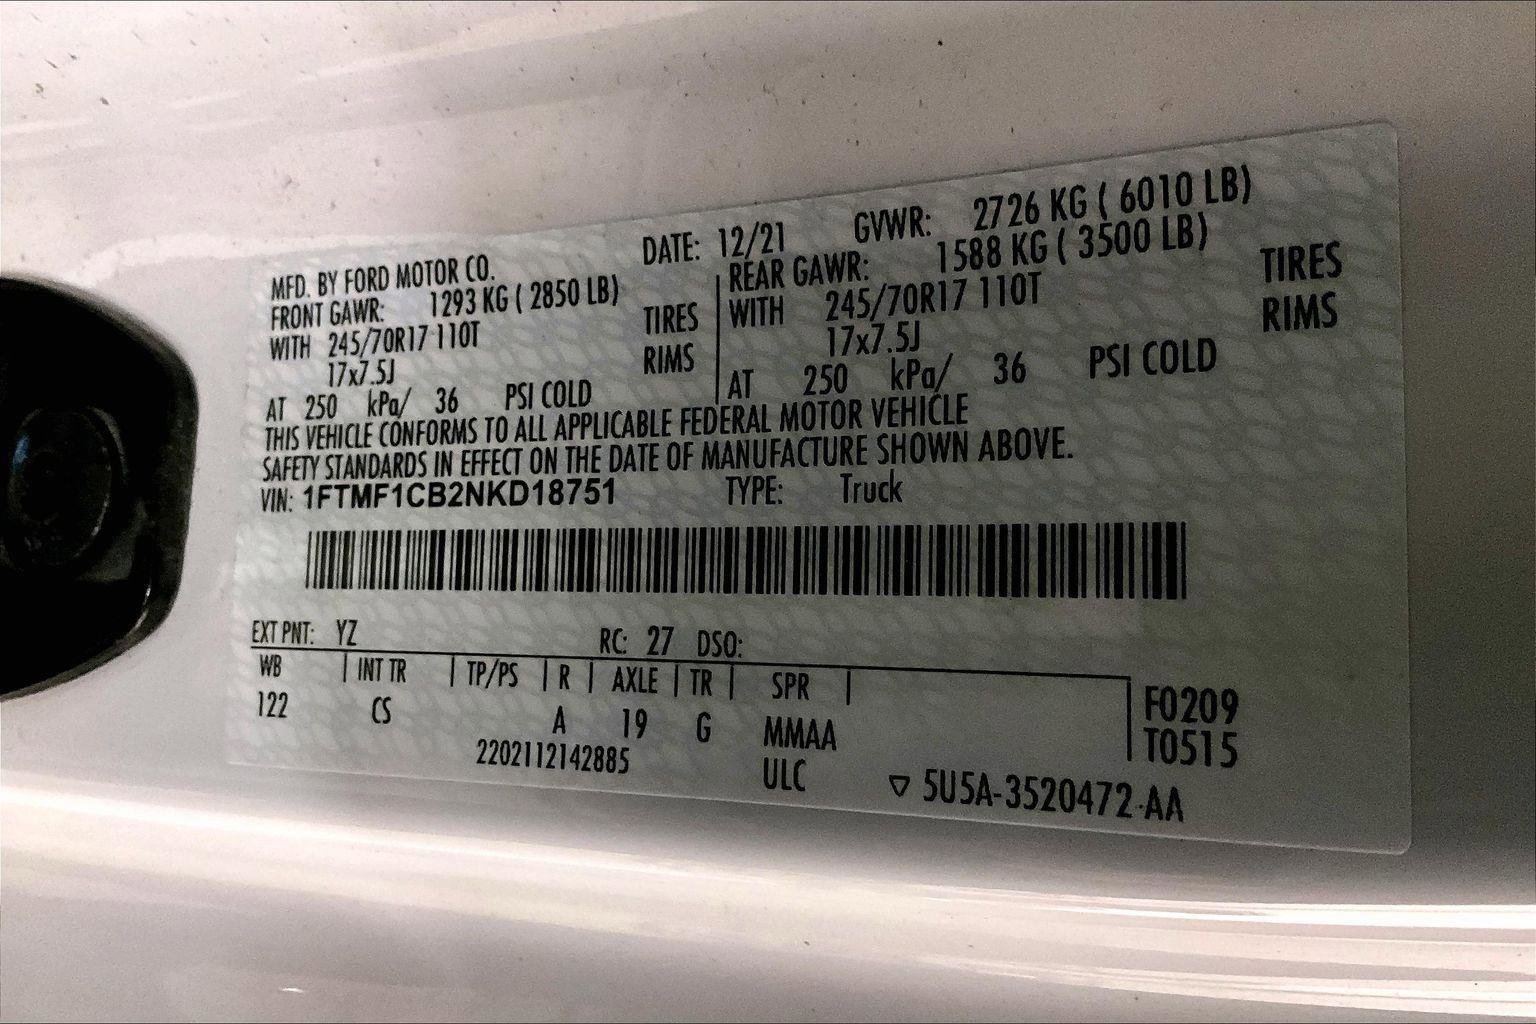 MFD. BY FORD MOTOR CO. DATE: 12/21 GVWR: 2726 KG ( 6010 LB)
FRONT GAWR: 1293 KG ( 2850 LB) REAR GAWR: 1588 KG ( 3500 LB)
WITH 245/70R17 110T TIRES WITH 245/70R17 110T TIRES
17x7.5J RIMS 17x7.5J RIMS
AT 250 kPa/ 36 PSI COLD AT 250 kPa/ 36 PSI COLD
THIS VEHICLE CONFORMS TO ALL APPLICABLE FEDERAL MOTOR VEHICLE
SAFETY STANDARDS IN EFFECT ON THE DATE OF MANUFACTURE SHOWN ABOVE.
VIN: 1FTMF1CB2NKD18751 TYPE: Truck
EXT PNT: YZ RC: 27 DSO:
WB | INT TR | TP/PS | R | AXLE | TR | SPR |
122 CS A 19 G MMAA F0209
T0515
2202112142885 ULC ▽ 5U5A-3520472-AA